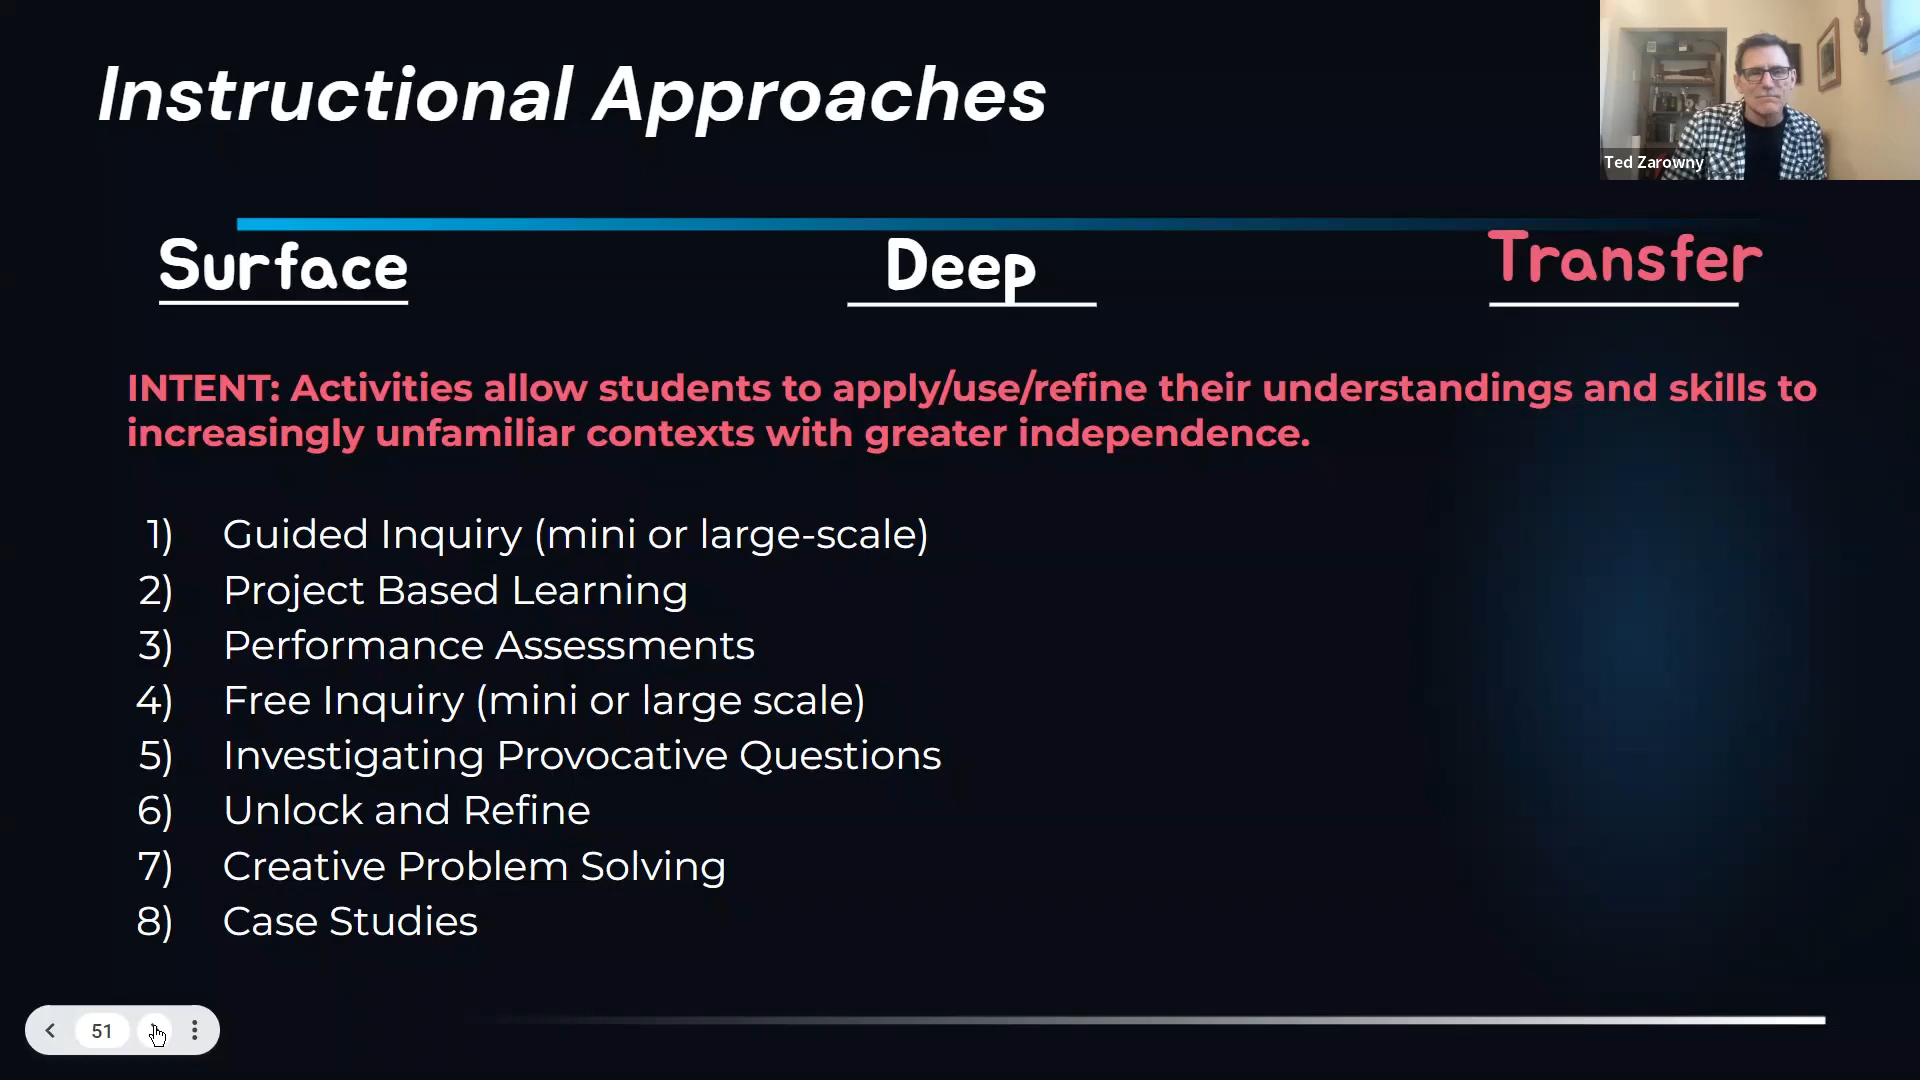 Instructional Approaches
Ted Zarowny
Surface
Deep
Transfer
INTENT: Activities allow students to apply/use/refine their understandings and skills to
increasingly unfamiliar contexts with greater independence.
1) Guided Inquiry (mini or large-scale)
2) Project Based Learning
3) Performance Assessments
4) Free Inquiry (mini or large scale)
5) Investigating Provocative Questions
6) Unlock and Refine
7) Creative Problem Solving
8) Case Studies
51